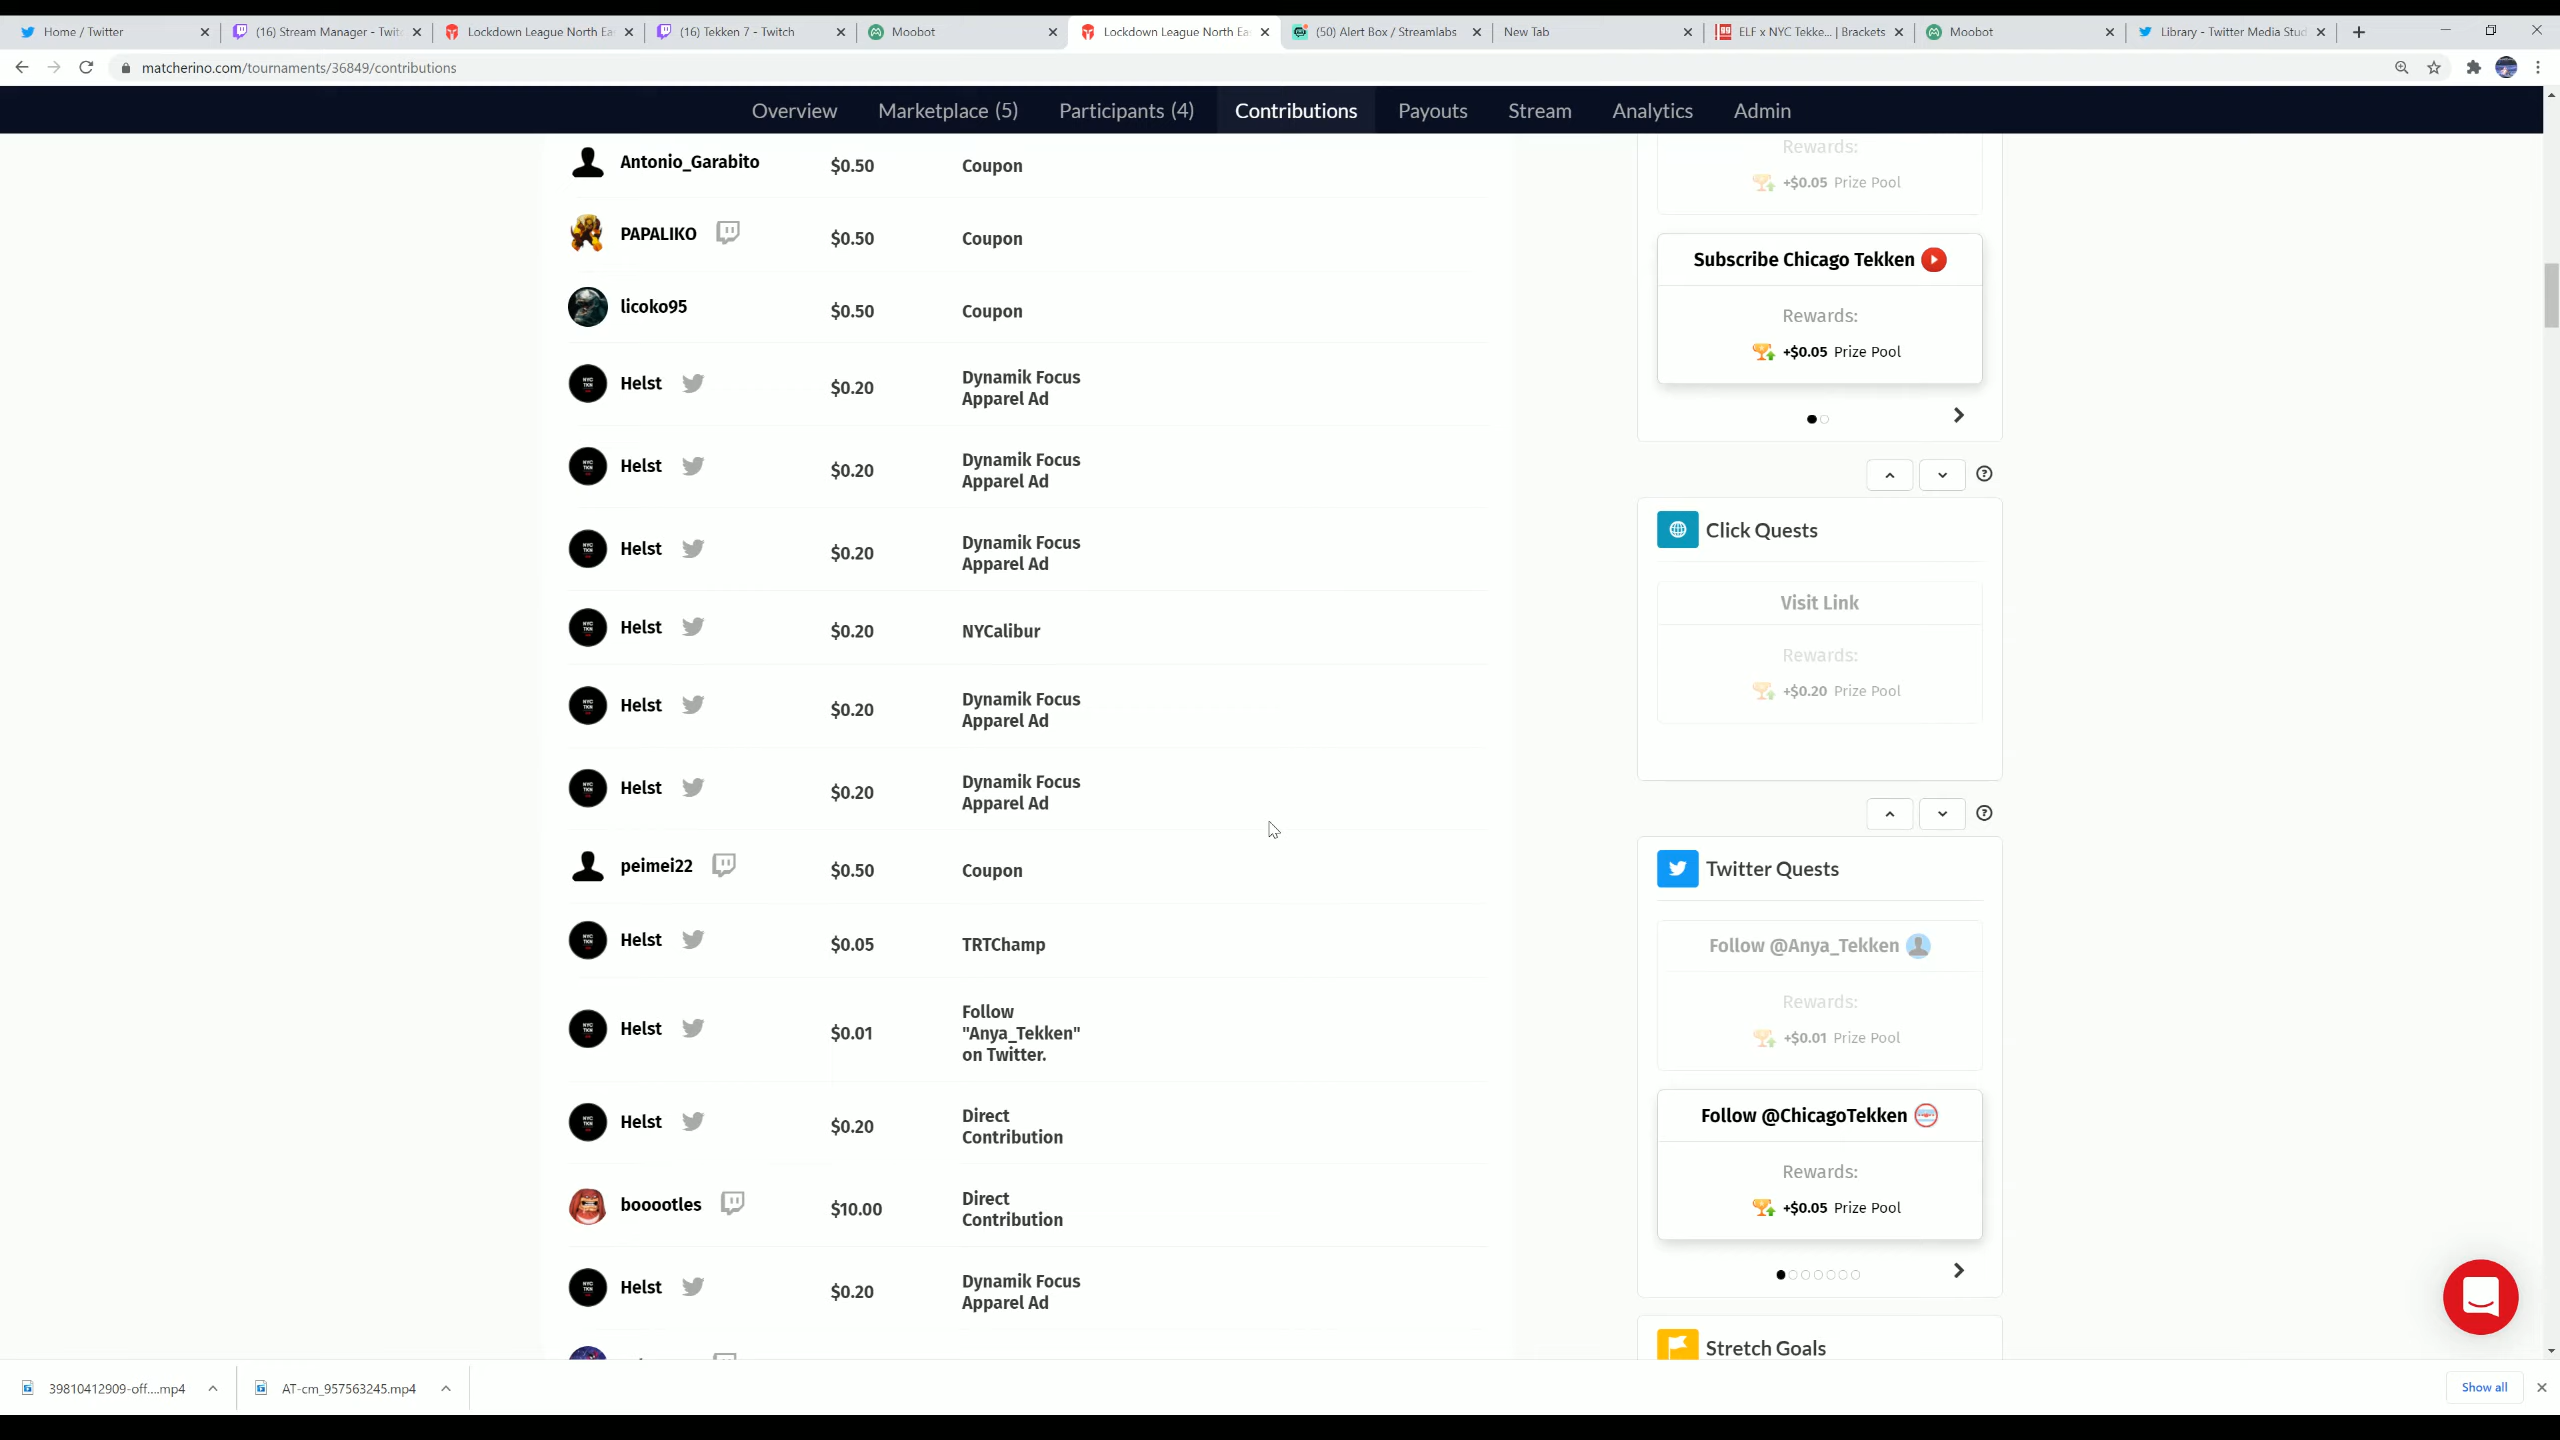 Home / Twitter
(16) Stream Manager - Twit
Lockdown League North Ea
(16) Tekken 7 - Twitch
Moobot
Lockdown League North Ea
(50) Alert Box / Streamlabs
New Tab
ELF x NYC Tekke... | Brackets
Moobot
Library - Twitter Media Stud
matcherino.com/tournaments/36849/contributions
Overview Marketplace (5) Participants (4) Contributions Payouts Stream Analytics Admin
Antonio_Garabito $0.50 Coupon
PAPALIKO $0.50 Coupon
licoko95 $0.50 Coupon
Helst $0.20 Dynamik Focus
Apparel Ad
Helst $0.20 Dynamik Focus
Apparel Ad
Helst $0.20 Dynamik Focus
Apparel Ad
Helst $0.20 NYCalibur
Helst $0.20 Dynamik Focus
Apparel Ad
Helst $0.20 Dynamik Focus
Apparel Ad
peimei22 $0.50 Coupon
Helst $0.05 TRTChamp
Helst $0.01 Follow
"Anya_Tekken"
on Twitter.
Helst $0.20 Direct
Contribution
booootles $10.00 Direct
Contribution
Helst $0.20 Dynamik Focus
Apparel Ad
Rewards:
+$0.05 Prize Pool
Subscribe Chicago Tekken
Rewards:
+$0.05 Prize Pool
Click Quests
Visit Link
Rewards:
+$0.20 Prize Pool
Twitter Quests
Follow @Anya_Tekken
Rewards:
+$0.01 Prize Pool
Follow @ChicagoTekken
Rewards:
+$0.05 Prize Pool
Stretch Goals
39810412909-off....mp4
AT-cm_957563245.mp4
Show all